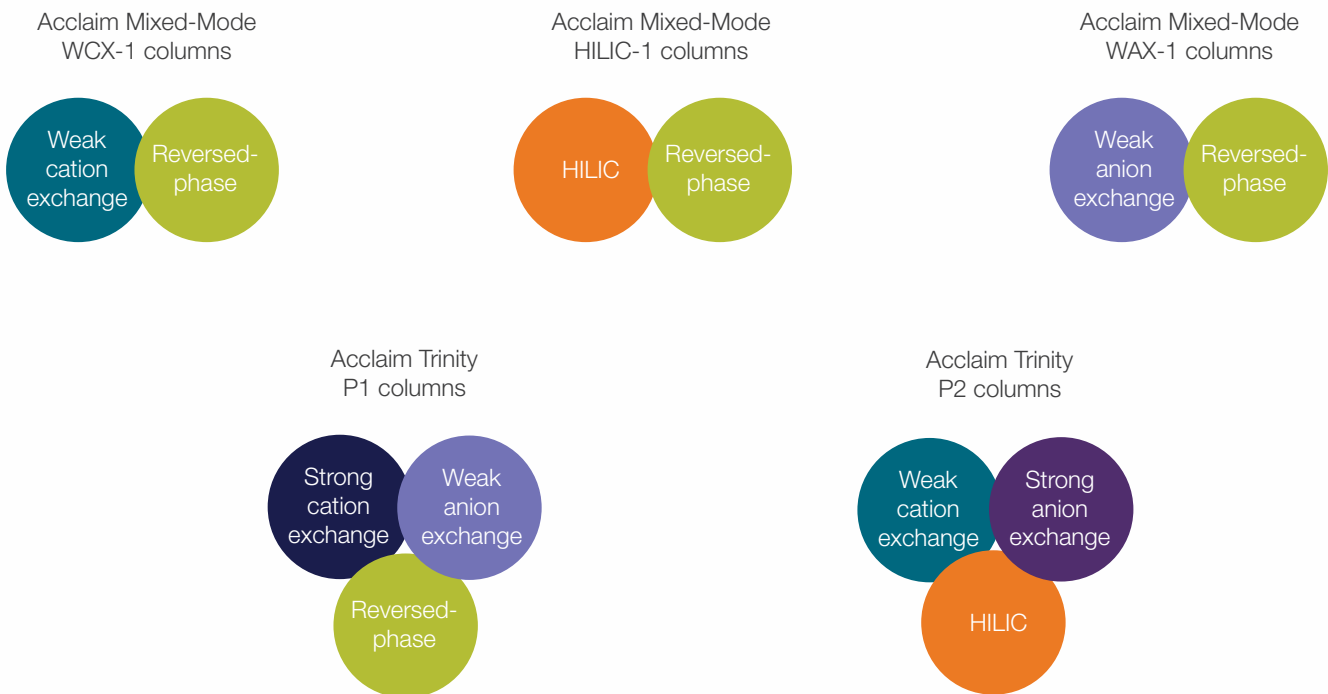 Acclaim Mixed-Mode
WCX-1 columns
Weak
cation
exchange
Reversed-
phase
Acclaim Mixed-Mode
HILIC-1 columns
HILIC
Reversed-
phase
Acclaim Mixed-Mode
WAX-1 columns
Weak
anion
exchange
Reversed-
phase
Acclaim Trinity
P1 columns
Strong
cation
exchange
Weak
anion
exchange
Reversed-
phase
Acclaim Trinity
P2 columns
Weak
cation
exchange
Strong
anion
exchange
HILIC